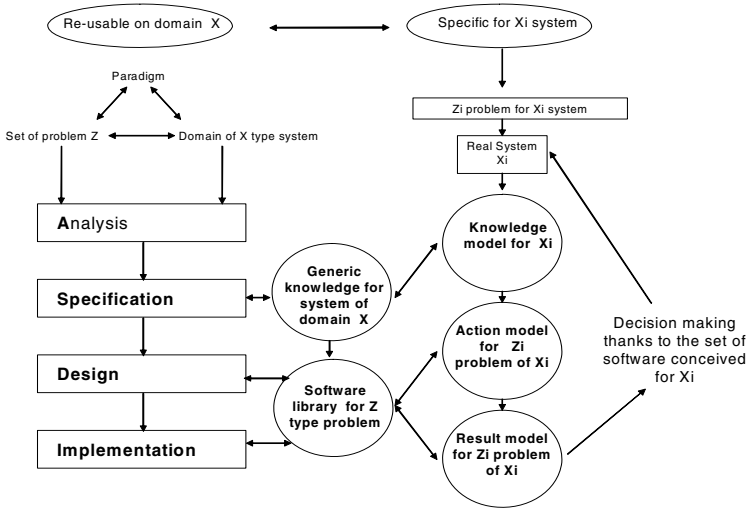 Re-usable on domain X
Specific for Xi system
Paradigm
Set of problem Z
Domain of X type system
Zi problem for Xi system
Real System
Xi
Analysis
Specification
Design
Implementation
Generic
knowledge for
system of
domain X
Software
library for Z
type problem
Knowledge
model for Xi
Action model
for Zi
problem of Xi
Result model
for Zi problem
of Xi
Decision making
thanks to the set of
software conceived
for Xi